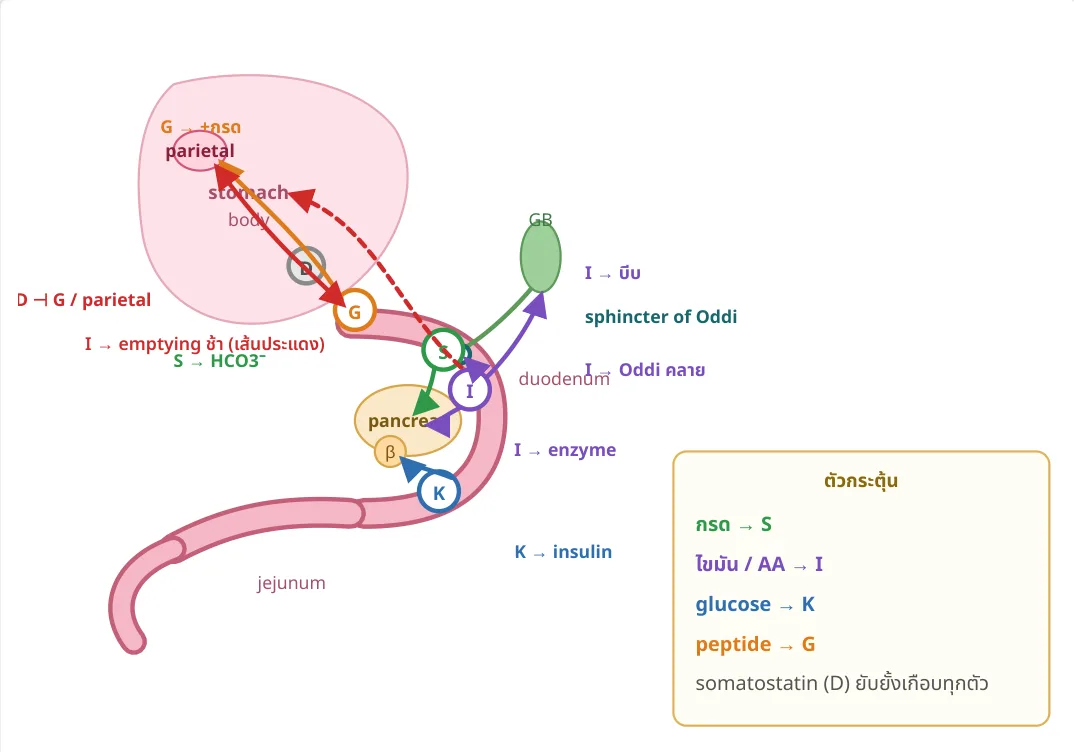 G → +กรด
parietal
stomach
body
D
D ⊣ G / parietal
G
I → emptying ช้า (เส้นประแดง)
S → HCO3⁻
S
I
GB
I → บีบ
sphincter of Oddi
I → Oddi คลาย
duodenum
pancrea
β
K
I → enzyme
K → insulin
jejunum
ตัวกระตุ้น
กรด → S
ไขมัน / AA → I
glucose → K
peptide → G
somatostatin (D) ยับยั้งเกือบทุกตัว